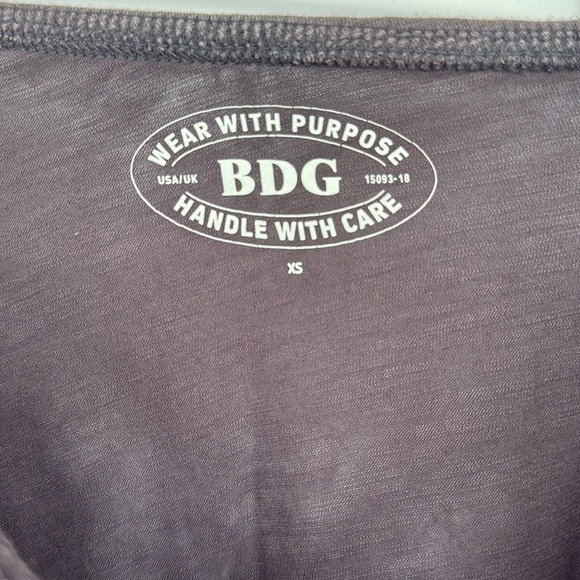 WEAR WITH PURPOSE
USA/UK BDG 15093-18
HANDLE WITH CARE
XS